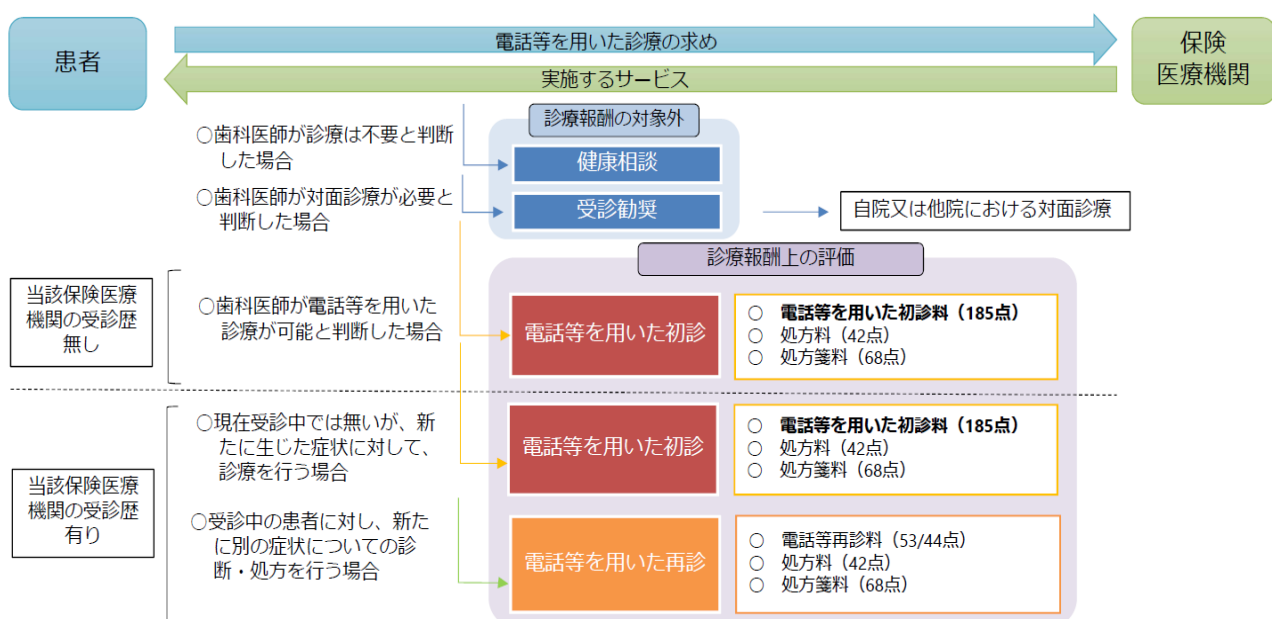 患者
電話等を用いた診療の求め
実施するサービス
保険
医療機関
診療報酬の対象外
○歯科医師が診療は不要と判断
した場合
健康相談
○歯科医師が対面診療が必要と
判断した場合
受診勧奨
自院又は他院における対面診療
診療報酬上の評価
当該保険医療
機関の受診歴
無し
○歯科医師が電話等を用いた
診療が可能と判断した場合
電話等を用いた初診
○ 電話等を用いた初診料（185点）
○ 処方料（42点）
○ 処方箋料（68点）
当該保険医療
機関の受診歴
有り
○現在受診中では無いが、新
たに生じた症状に対して、
診療を行う場合
電話等を用いた初診
○ 電話等を用いた初診料（185点）
○ 処方料（42点）
○ 処方箋料（68点）
○受診中の患者に対し、新た
に別の症状についての診
断・処方を行う場合
電話等を用いた再診
○ 電話等再診料（53/44点）
○ 処方料（42点）
○ 処方箋料（68点）